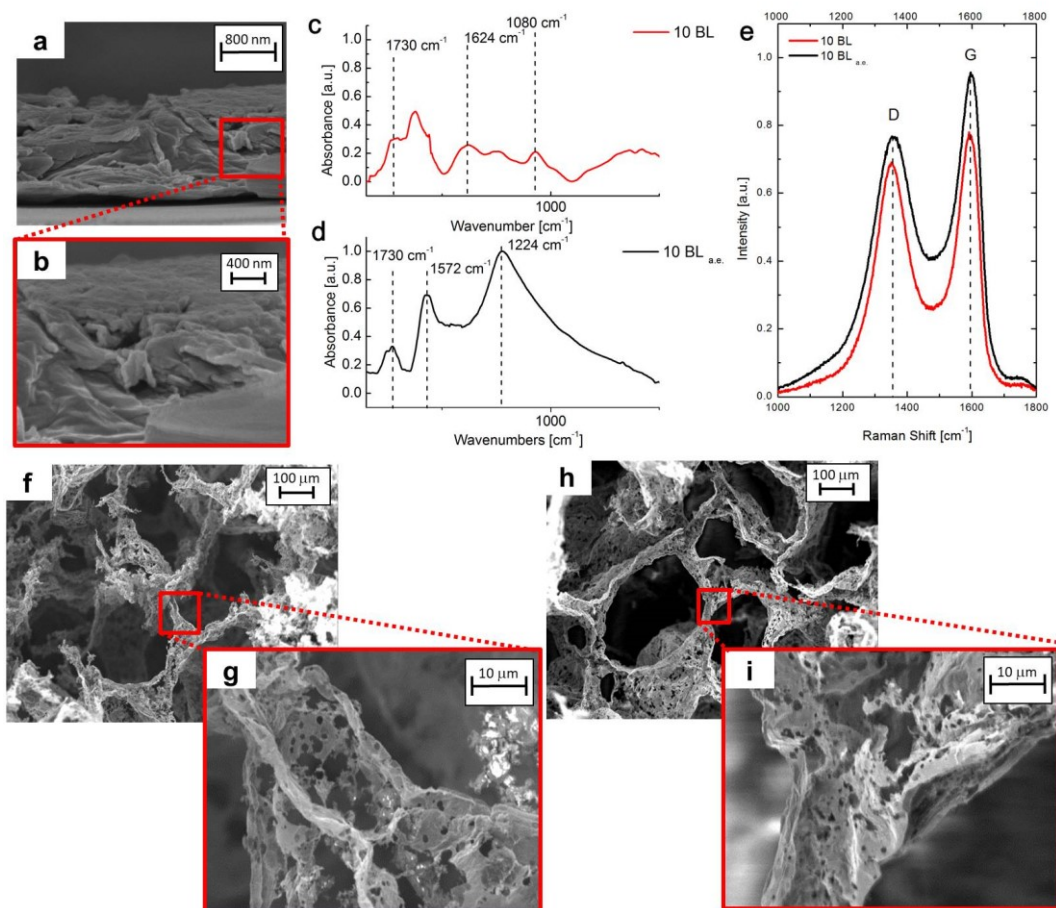 a
800 nm
b
400 nm
c
1730 cm⁻¹
1624 cm⁻¹
1080 cm⁻¹
10 BL
Absorbance [a.u.]
1.0
0.8
0.6
0.4
0.2
0.0
1000
Wavenumber [cm⁻¹]
d
1730 cm⁻¹
1572 cm⁻¹
1224 cm⁻¹
10 BL a.e.
Absorbance [a.u.]
1.0
0.8
0.6
0.4
0.2
0.0
1000
Wavenumbers [cm⁻¹]
e
1000 1200 1400 1600 1800
10 BL
10 BL a.e.
D
G
Intensity [a.u.]
1.0
0.8
0.6
0.4
0.2
0.0
1000 1200 1400 1600 1800
Raman Shift [cm⁻¹]
f
100 μm
g
10 μm
h
100 μm
i
10 μm